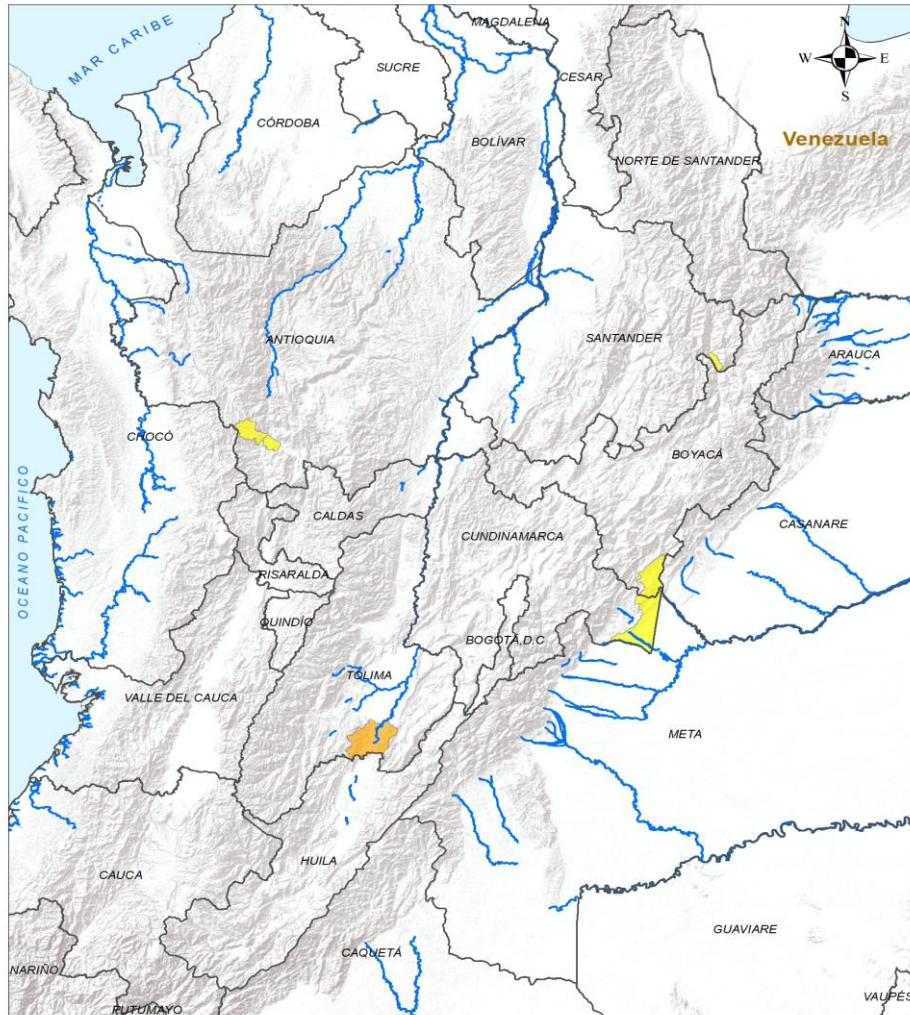 MAGDALENA
MAR CARIBE
N
W
E
S
SUCRE
CESAR
CÓRDOBA
BOLÍVAR
Venezuela
NORTE DE SANTANDER
ANTIOQUIA
SANTANDER
ARAUCA
CHOCÓ
BOYACÁ
CALDAS
CASANARE
CUNDINAMARCA
OCEANO PACIFICO
RISARALDA
QUINDÍO
BOGOTÁ,D.C
TOLIMA
VALLE DEL CAUCA
META
HUILA
CAUCA
GUAVIARE
CAQUETÁ
NARIÑO
VAUPÉS
PUTUMAYO